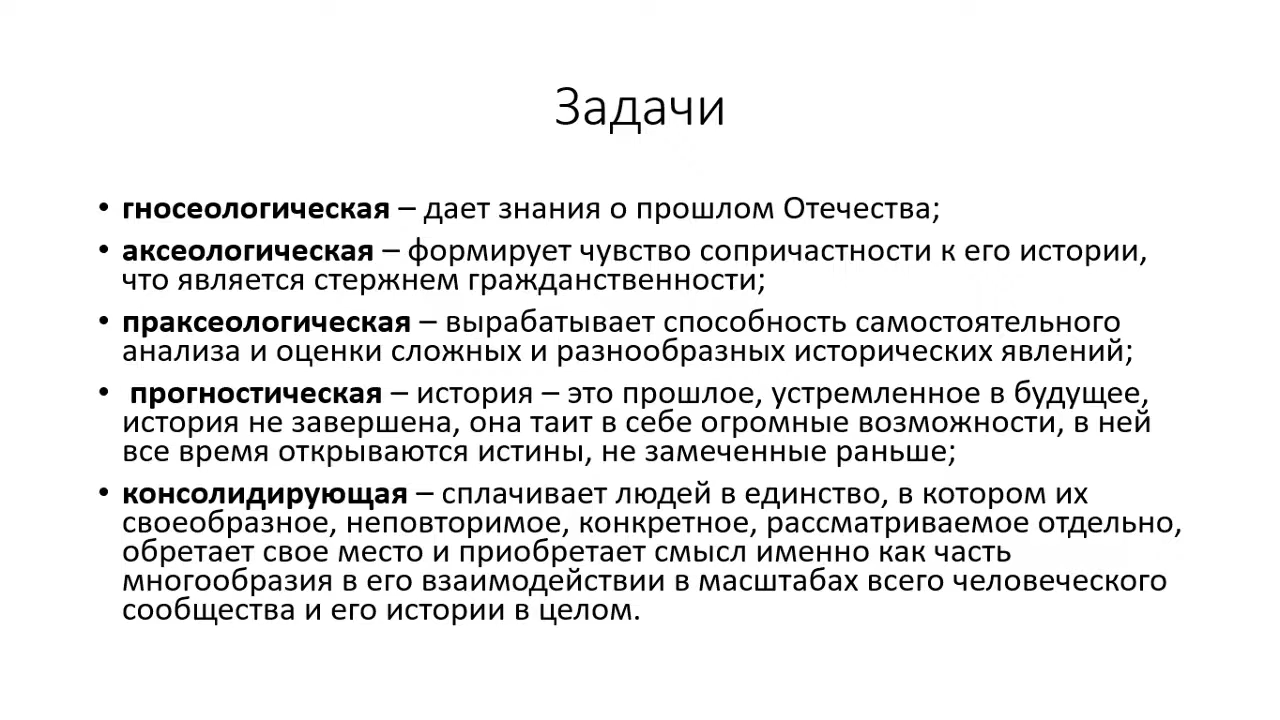 Задачи
• гносеологическая – дает знания о прошлом Отечества;
• аксеологическая – формирует чувство сопричастности к его истории,
что является стержнем гражданственности;
• праксеологическая – вырабатывает способность самостоятельного
анализа и оценки сложных и разнообразных исторических явлений;
• прогностическая – история – это прошлое, устремленное в будущее,
история не завершена, она таит в себе огромные возможности, в ней
все время открываются истины, не замеченные раньше;
• консолидирующая – сплачивает людей в единство, в котором их
своеобразное, неповторимое, конкретное, рассматриваемое отдельно,
обретает свое место и приобретает смысл именно как часть
многообразия в его взаимодействии в масштабах всего человеческого
сообщества и его истории в целом.